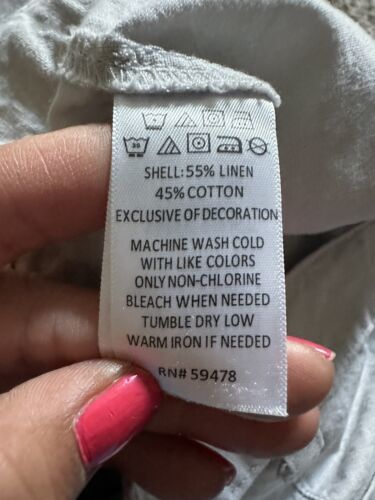 30
SHELL: 55% LINEN
45% COTTON
EXCLUSIVE OF DECORATION
MACHINE WASH COLD
WITH LIKE COLORS
ONLY NON-CHLORINE
BLEACH WHEN NEEDED
TUMBLE DRY LOW
WARM IRON IF NEEDED
RN# 59478